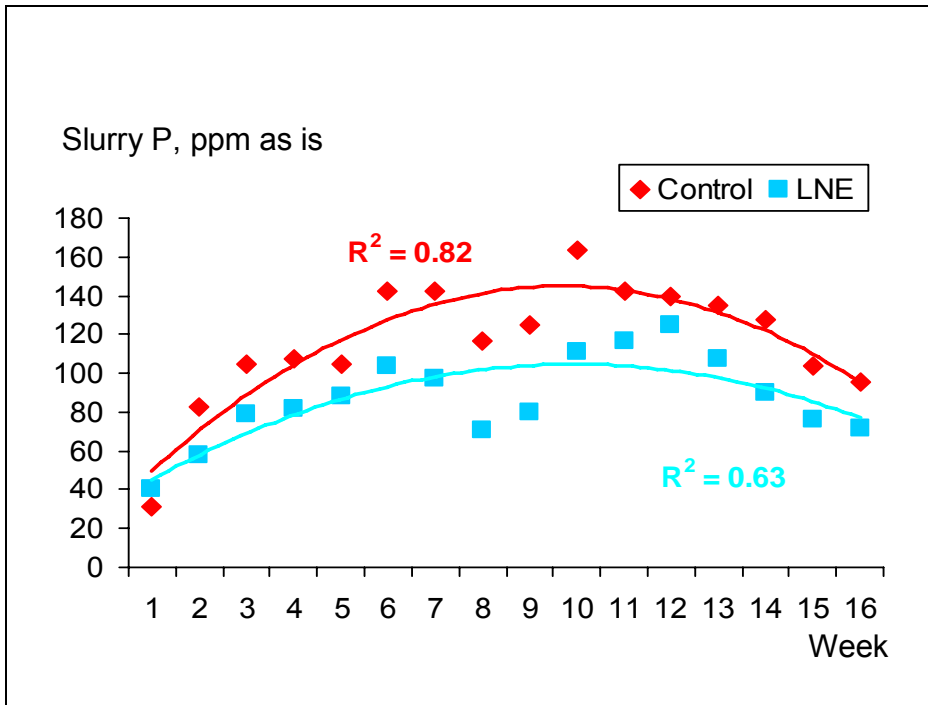 Slurry P, ppm as is
Control LNE
180
160
140
120
100
80
60
40
20
0
R² = 0.82
R² = 0.63
1 2 3 4 5 6 7 8 9 10 11 12 13 14 15 16
Week